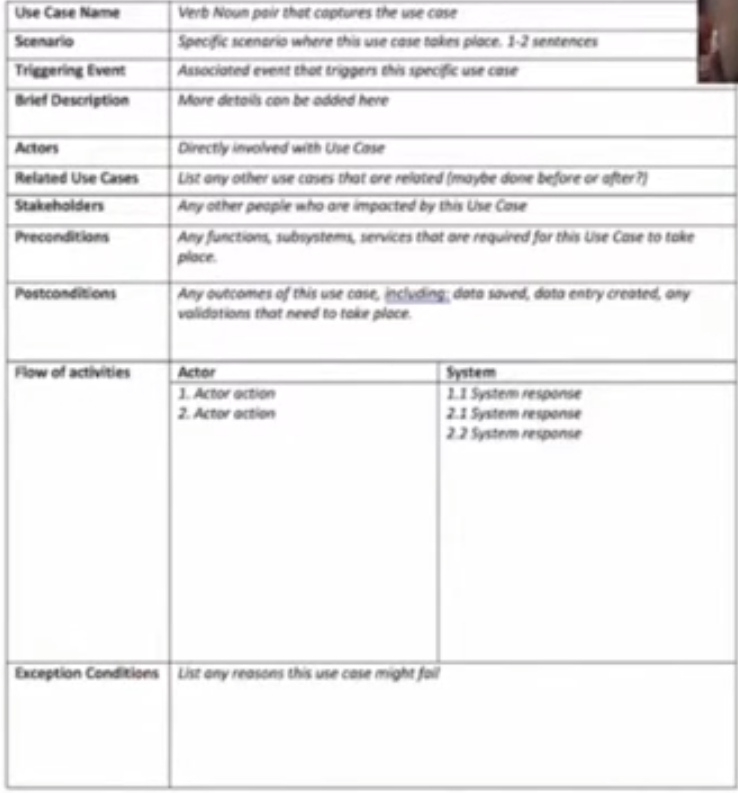 Use Case Name Verb Noun pair that captures the use case
Scenario Specific scenario where this use case takes place. 1-2 sentences
Triggering Event Associated event that triggers this specific use case
Brief Description More details can be added here
Actors Directly involved with Use Case
Related Use Cases List any other use cases that are related (maybe done before or after?)
Stakeholders Any other people who are impacted by this Use Case
Preconditions Any functions, subsystems, services that are required for this Use Case to take
place.
Postconditions Any outcomes of this use case, including: data saved, data entry created, any
validations that need to take place.
Flow of activities Actor System
1. Actor action 1.1 System response
2. Actor action 2.1 System response
2.2 System response
Exception Conditions List any reasons this use case might fail